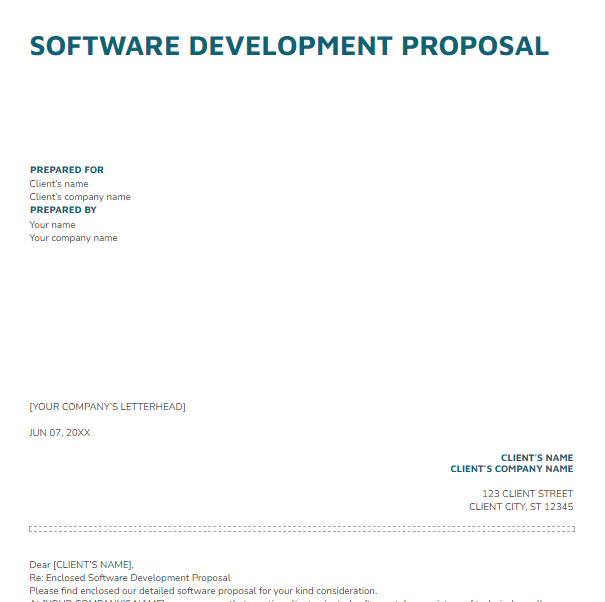 SOFTWARE DEVELOPMENT PROPOSAL
PREPARED FOR
Client's name
Client's company name
PREPARED BY
Your name
Your company name
[YOUR COMPANY'S LETTERHEAD]
JUN 07, 20XX
CLIENT'S NAME
CLIENT'S COMPANY NAME
123 CLIENT STREET
CLIENT CITY, ST 12345
Dear [CLIENT'S NAME],
Re: Enclosed Software Development Proposal
Please find enclosed our detailed software proposal for your kind consideration.